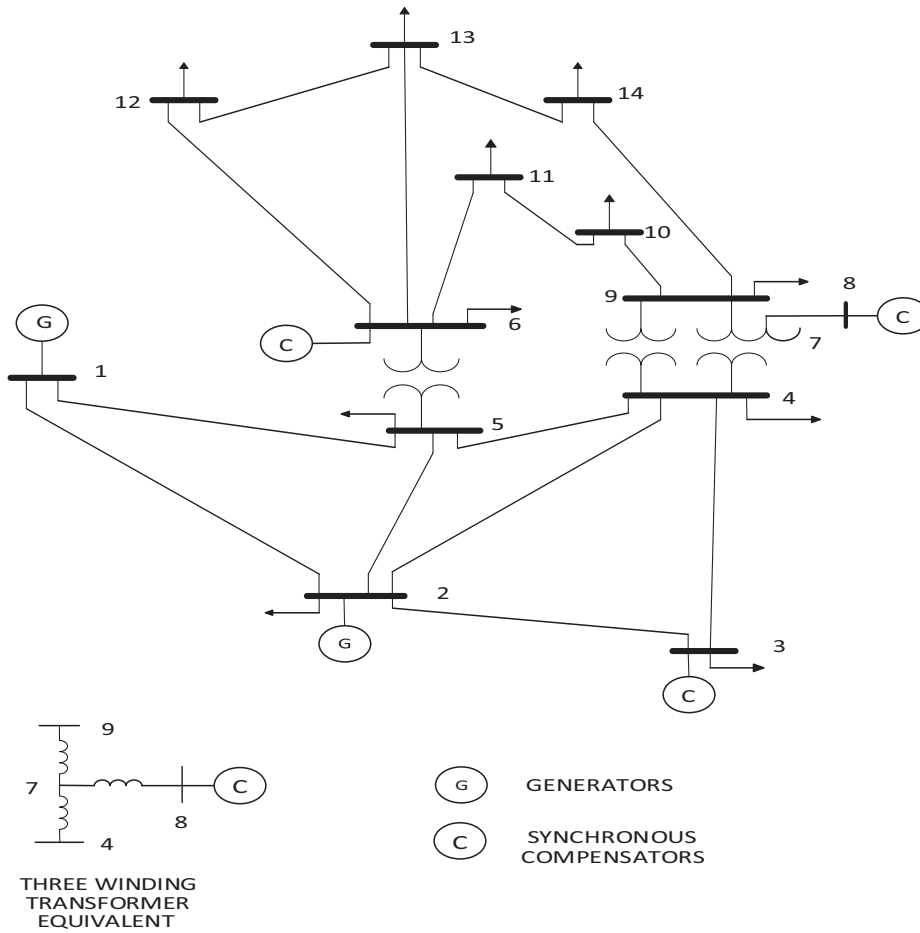 13
12
14
11
10
9
8
G
6
C
C
7
1
4
5
2
G
3
C
9
7
C
8
4
G
GENERATORS
C
SYNCHRONOUS
COMPENSATORS
THREE WINDING
TRANSFORMER
EQUIVALENT